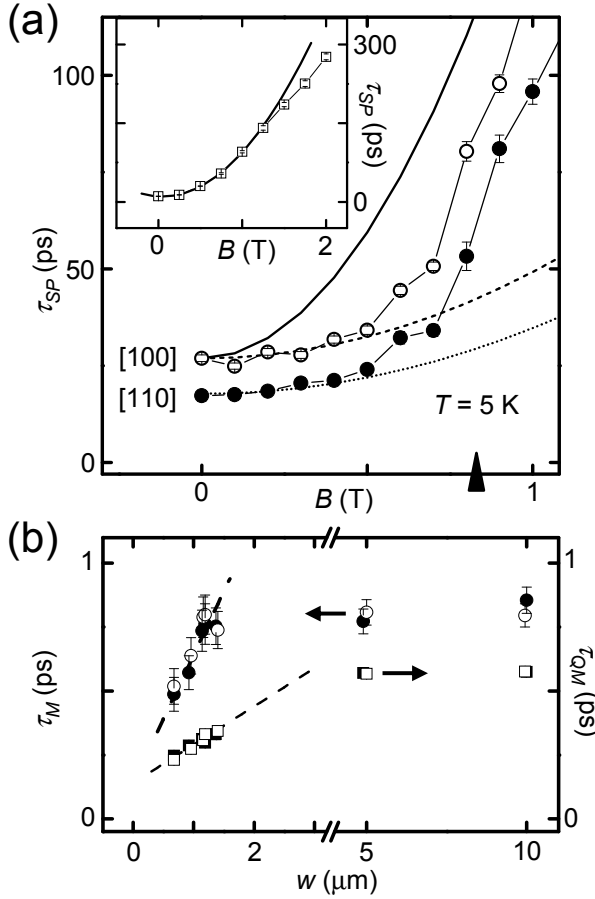 (a)
100
50
0
τSP (ps)
300
0
τSP (ps)
0
2
B (T)
[100]
[110]
T = 5 K
0
B (T)
1
(b)
1
0
τM (ps)
1
0
τQM (ps)
0
2
5
10
w (μm)